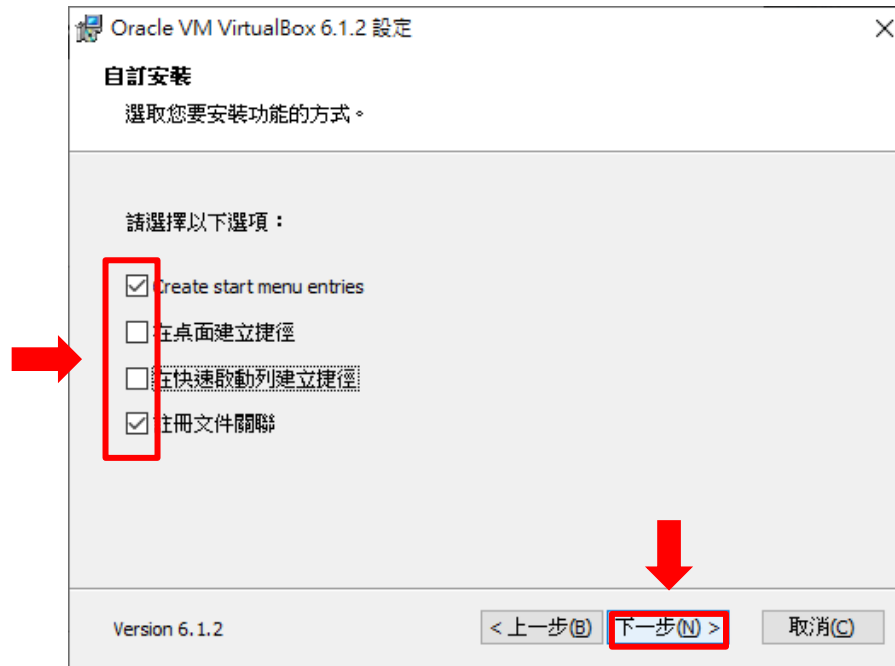 Oracle VM VirtualBox 6.1.2 設定
自訂安裝
選取您要安裝功能的方式。
請選擇以下選項：
Create start menu entries
在桌面建立捷徑
在快速啟動列建立捷徑
註冊文件關聯
Version 6.1.2
< 上一步(B) 下一步(N) > 取消(C)